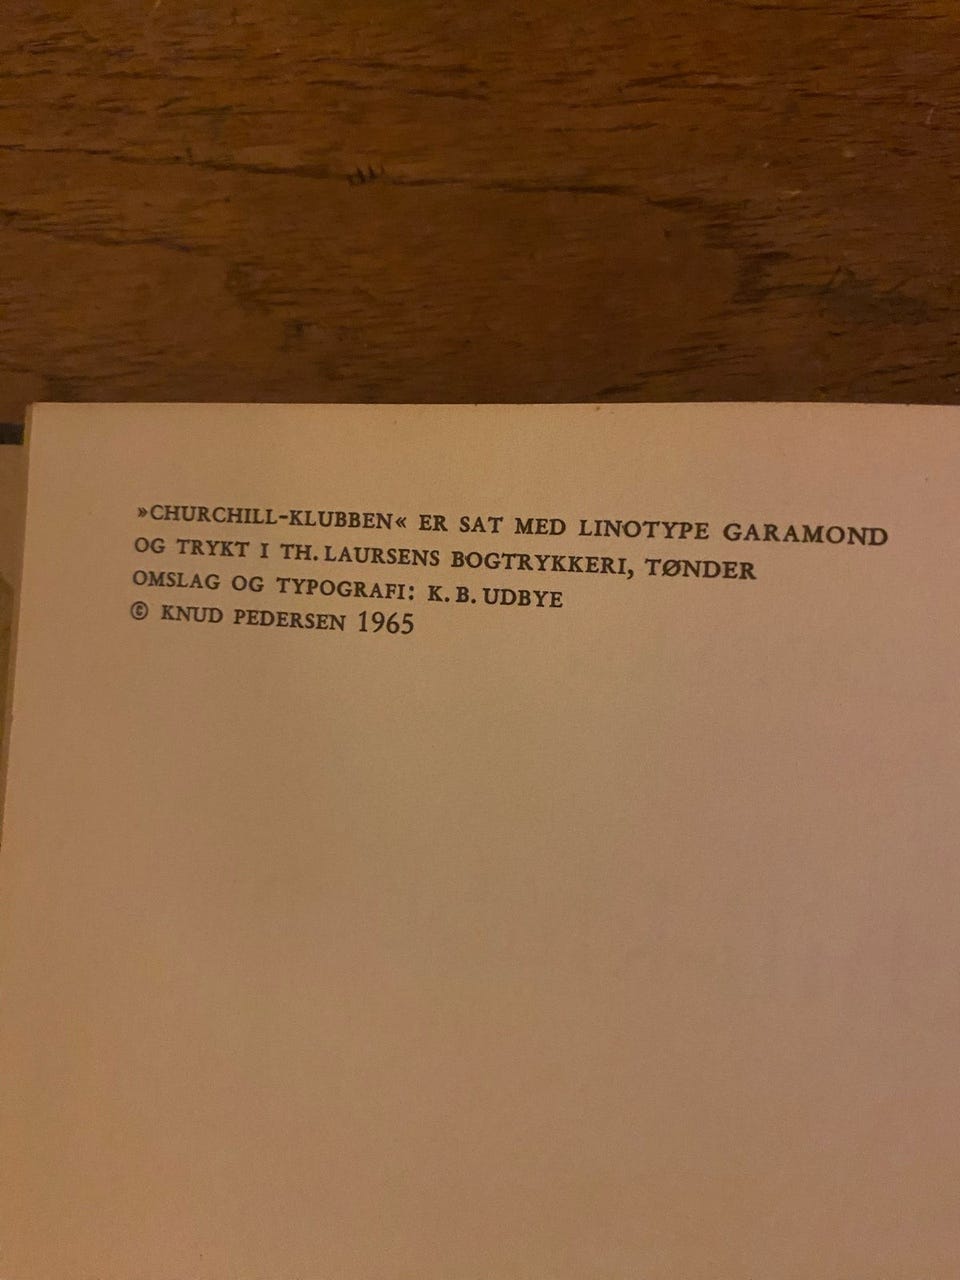 »CHURCHILL-KLUBBEN« ER SAT MED LINOTYPE GARAMOND
OG TRYKT I TH. LAURSENS BOGTRYKKERI, TØNDER
OMSLAG OG TYPOGRAFI: K. B. UDBYE
© KNUD PEDERSEN 1965